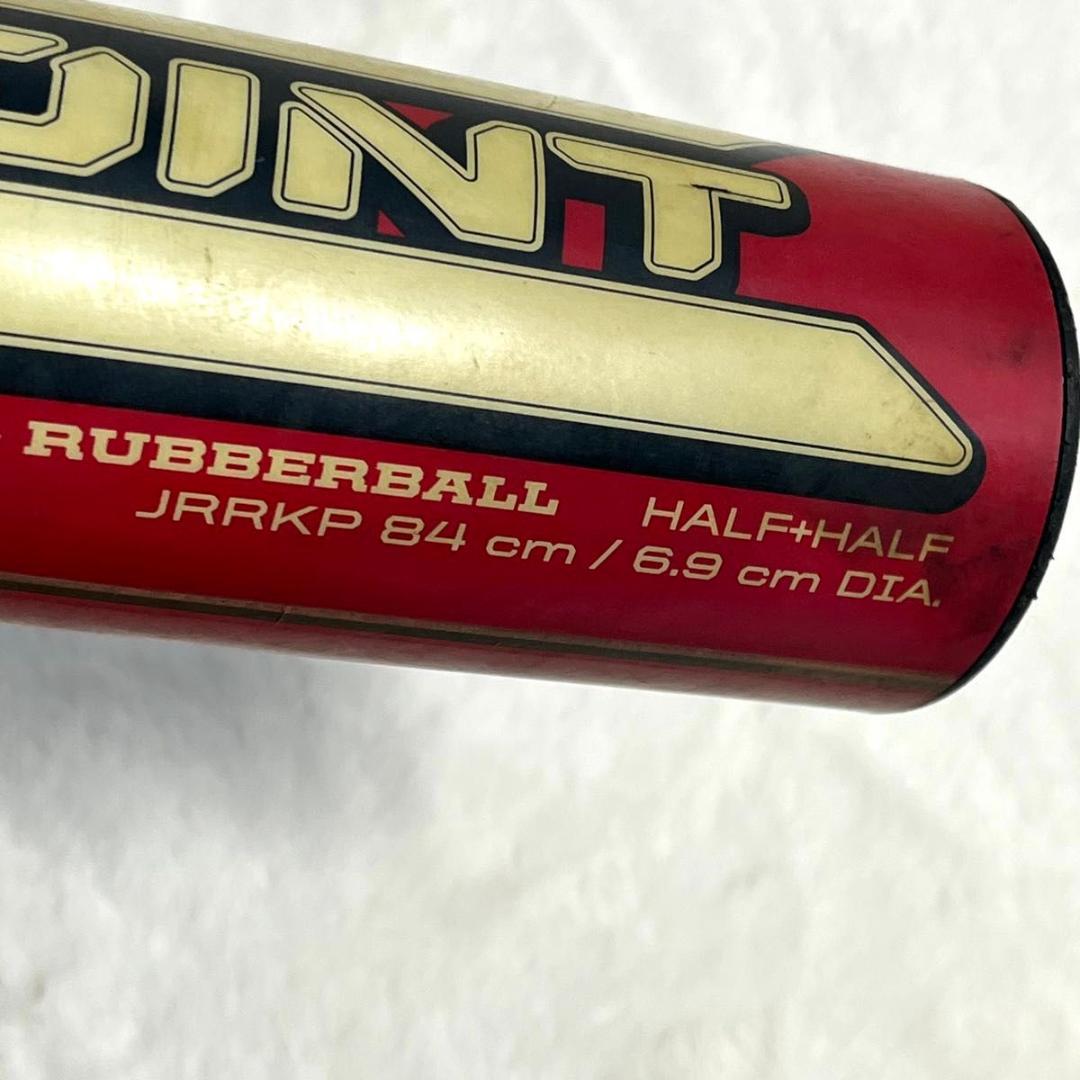 OINT
RUBBERBALL HALF+HALF
JRRKP 84 cm / 6.9 cm DIA.